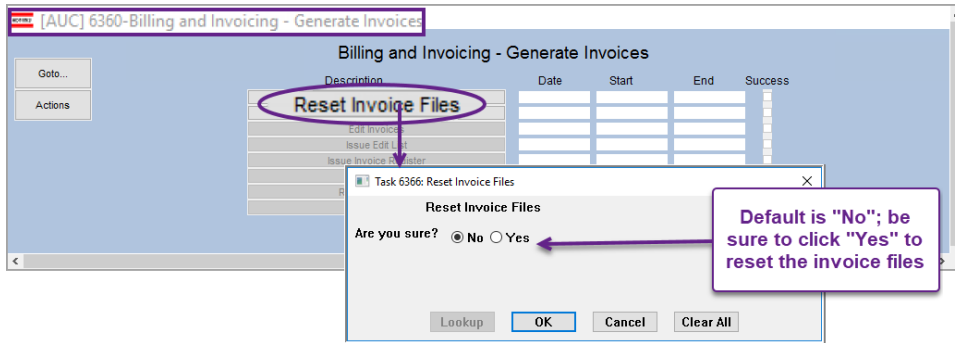 [AUC] 6360-Billing and Invoicing - Generate Invoices
Billing and Invoicing - Generate Invoices
Goto...
Description Date Start End Success
Actions
Reset Invoice Files
Edit Invoices
Issue Edit List
Issue Invoice Register
Task 6366: Reset Invoice Files
Reset Invoice Files
Are you sure? No Yes
Default is "No"; be
sure to click "Yes" to
reset the invoice files
Lookup OK Cancel Clear All